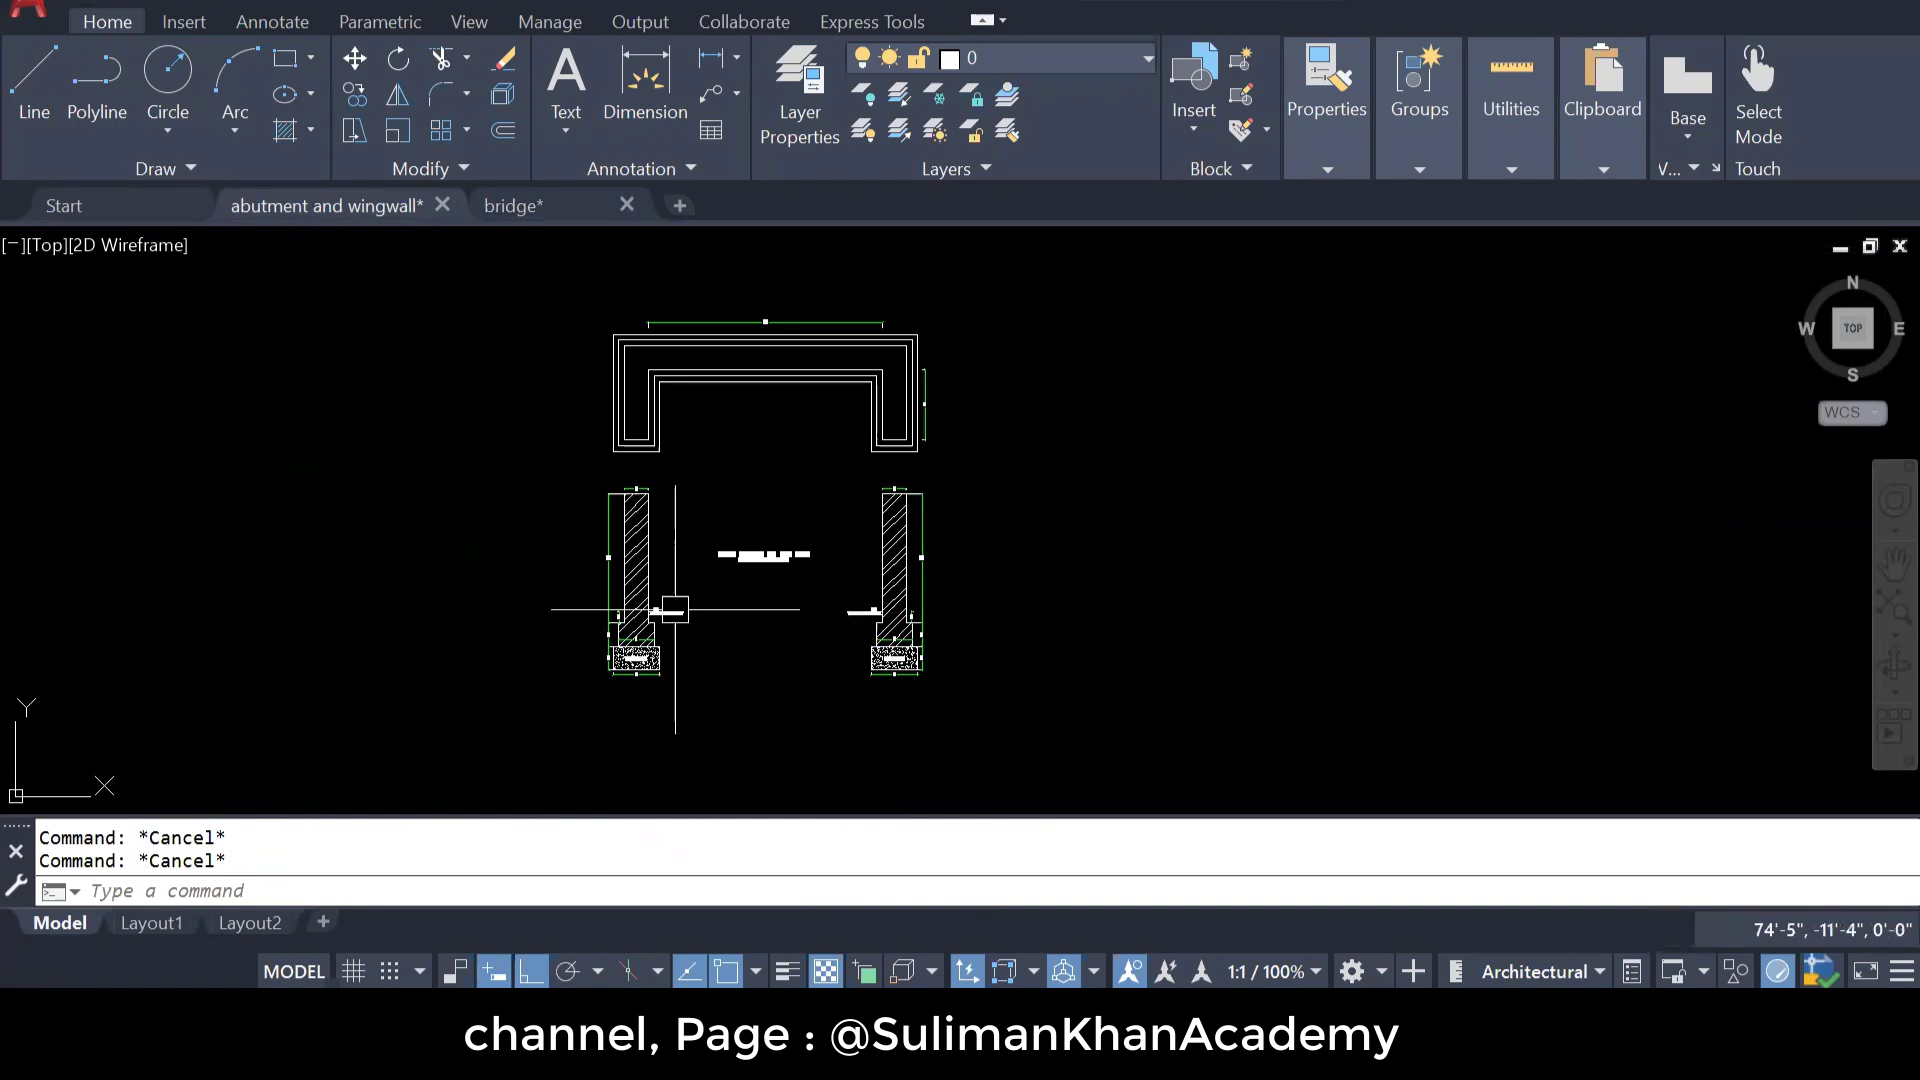 Home Insert Annotate Parametric View Manage Output Collaborate Express Tools
Line Polyline Circle Arc
Text Dimension
Layer Properties
0
Insert
Properties
Groups
Utilities
Clipboard
Base
Select Mode
Draw Modify Annotation Layers Block V... Touch
Start abutment and wingwall* bridge*
[−][Top][2D Wireframe]
N
W TOP E
S
WCS
Y
X
Command: *Cancel*
Command: *Cancel*
Type a command
Model Layout1 Layout2
74'-5", -11'-4", 0'-0"
MODEL 1:1 / 100% Architectural
channel, Page : @SulimanKhanAcademy